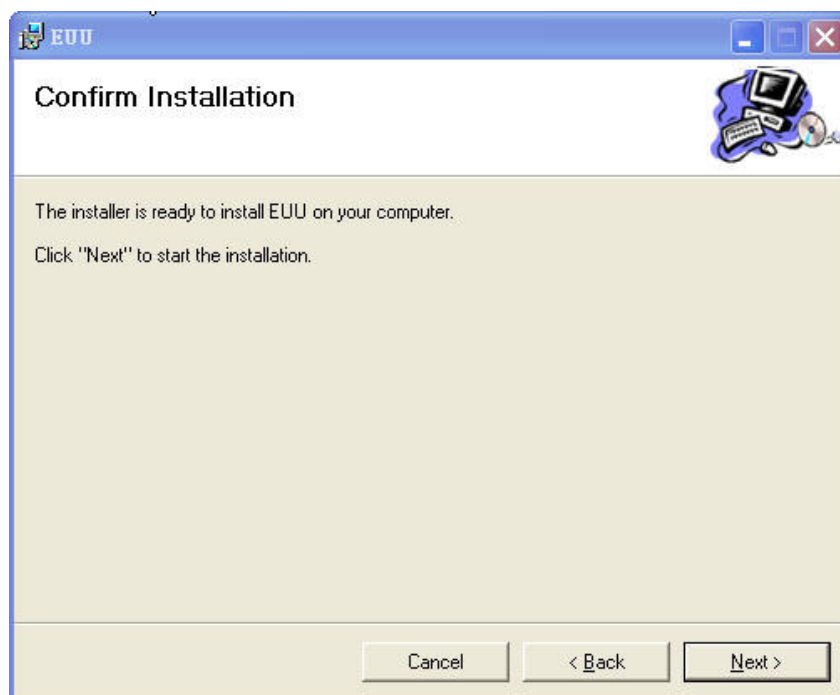 EUU
Confirm Installation
The installer is ready to install EUU on your computer.
Click "Next" to start the installation.
Cancel
< Back
Next >